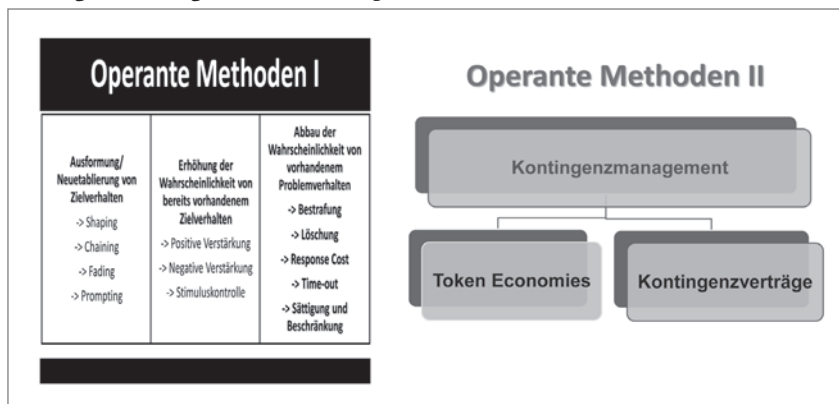 Operante Methoden I
Ausformung/
Neuetablierung von
Zielverhalten
-> Shaping
-> Chaining
-> Fading
-> Prompting
Erhöhung der
Wahrscheinlichkeit von
bereits vorhandenem
Zielverhalten
-> Positive Verstärkung
-> Negative Verstärkung
-> Stimuluskontrolle
Abbau der
Wahrscheinlichkeit von
vorhandenem
Problemverhalten
-> Bestrafung
-> Löschung
-> Response Cost
-> Time-out
-> Sättigung und
Beschränkung
Operante Methoden II
Kontingenzmanagement
Token Economies
Kontingenzverträge